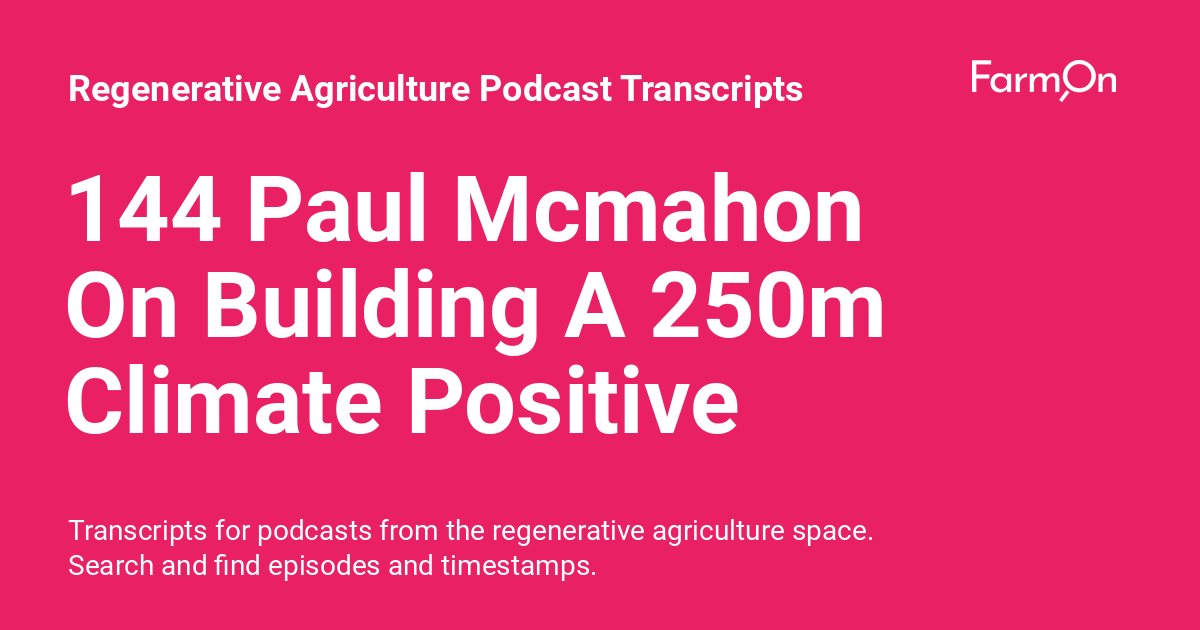 Regenerative Agriculture Podcast Transcripts
FarmOn
144 Paul Mcmahon
On Building A 250m
Climate Positive
Transcripts for podcasts from the regenerative agriculture space.
Search and find episodes and timestamps.